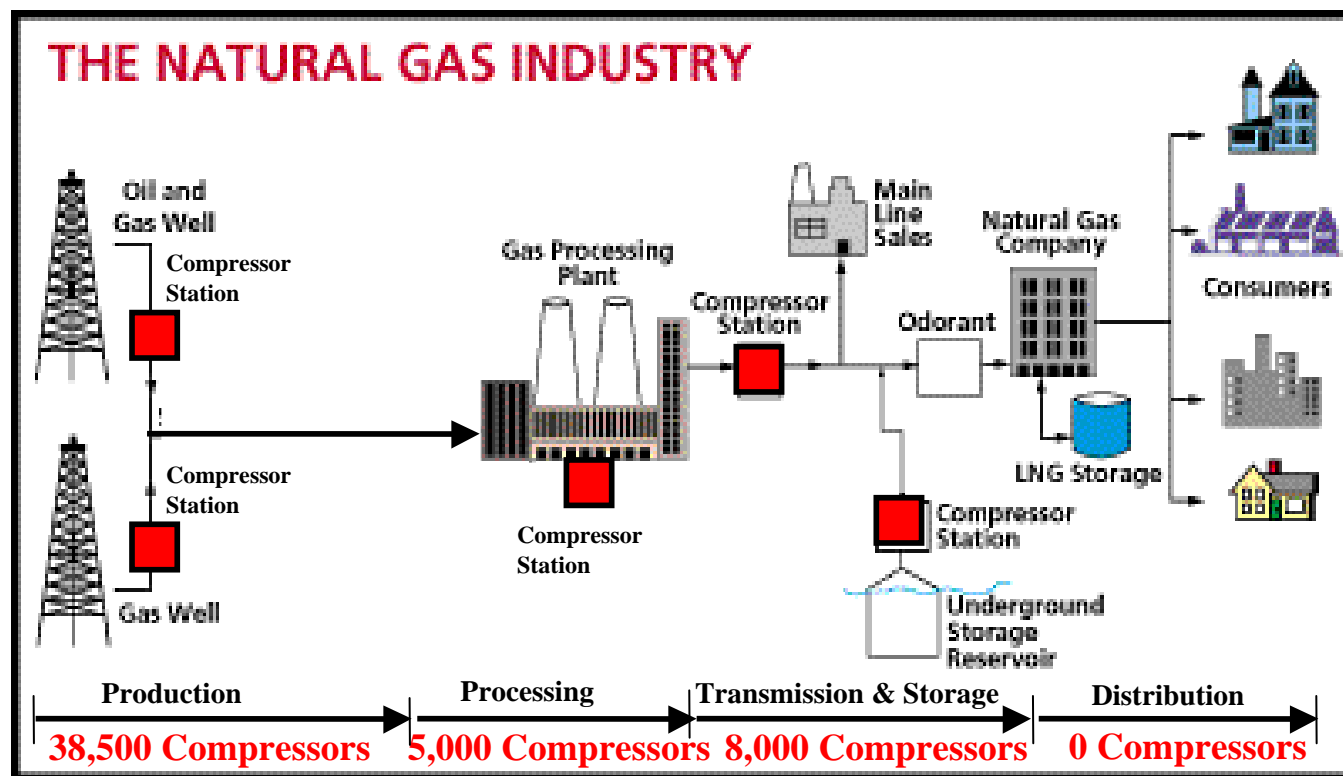 THE NATURAL GAS INDUSTRY
Oil and
Gas Well
Compressor
Station
Compressor
Station
Gas Well
Gas Processing
Plant
Compressor
Station
Compressor
Station
Main
Line
Sales
Odorant
Natural Gas
Company
LNG Storage
Consumers
Compressor
Station
Underground
Storage
Reservoir
Production
Processing
Transmission & Storage
Distribution
38,500 Compressors
5,000 Compressors
8,000 Compressors
0 Compressors